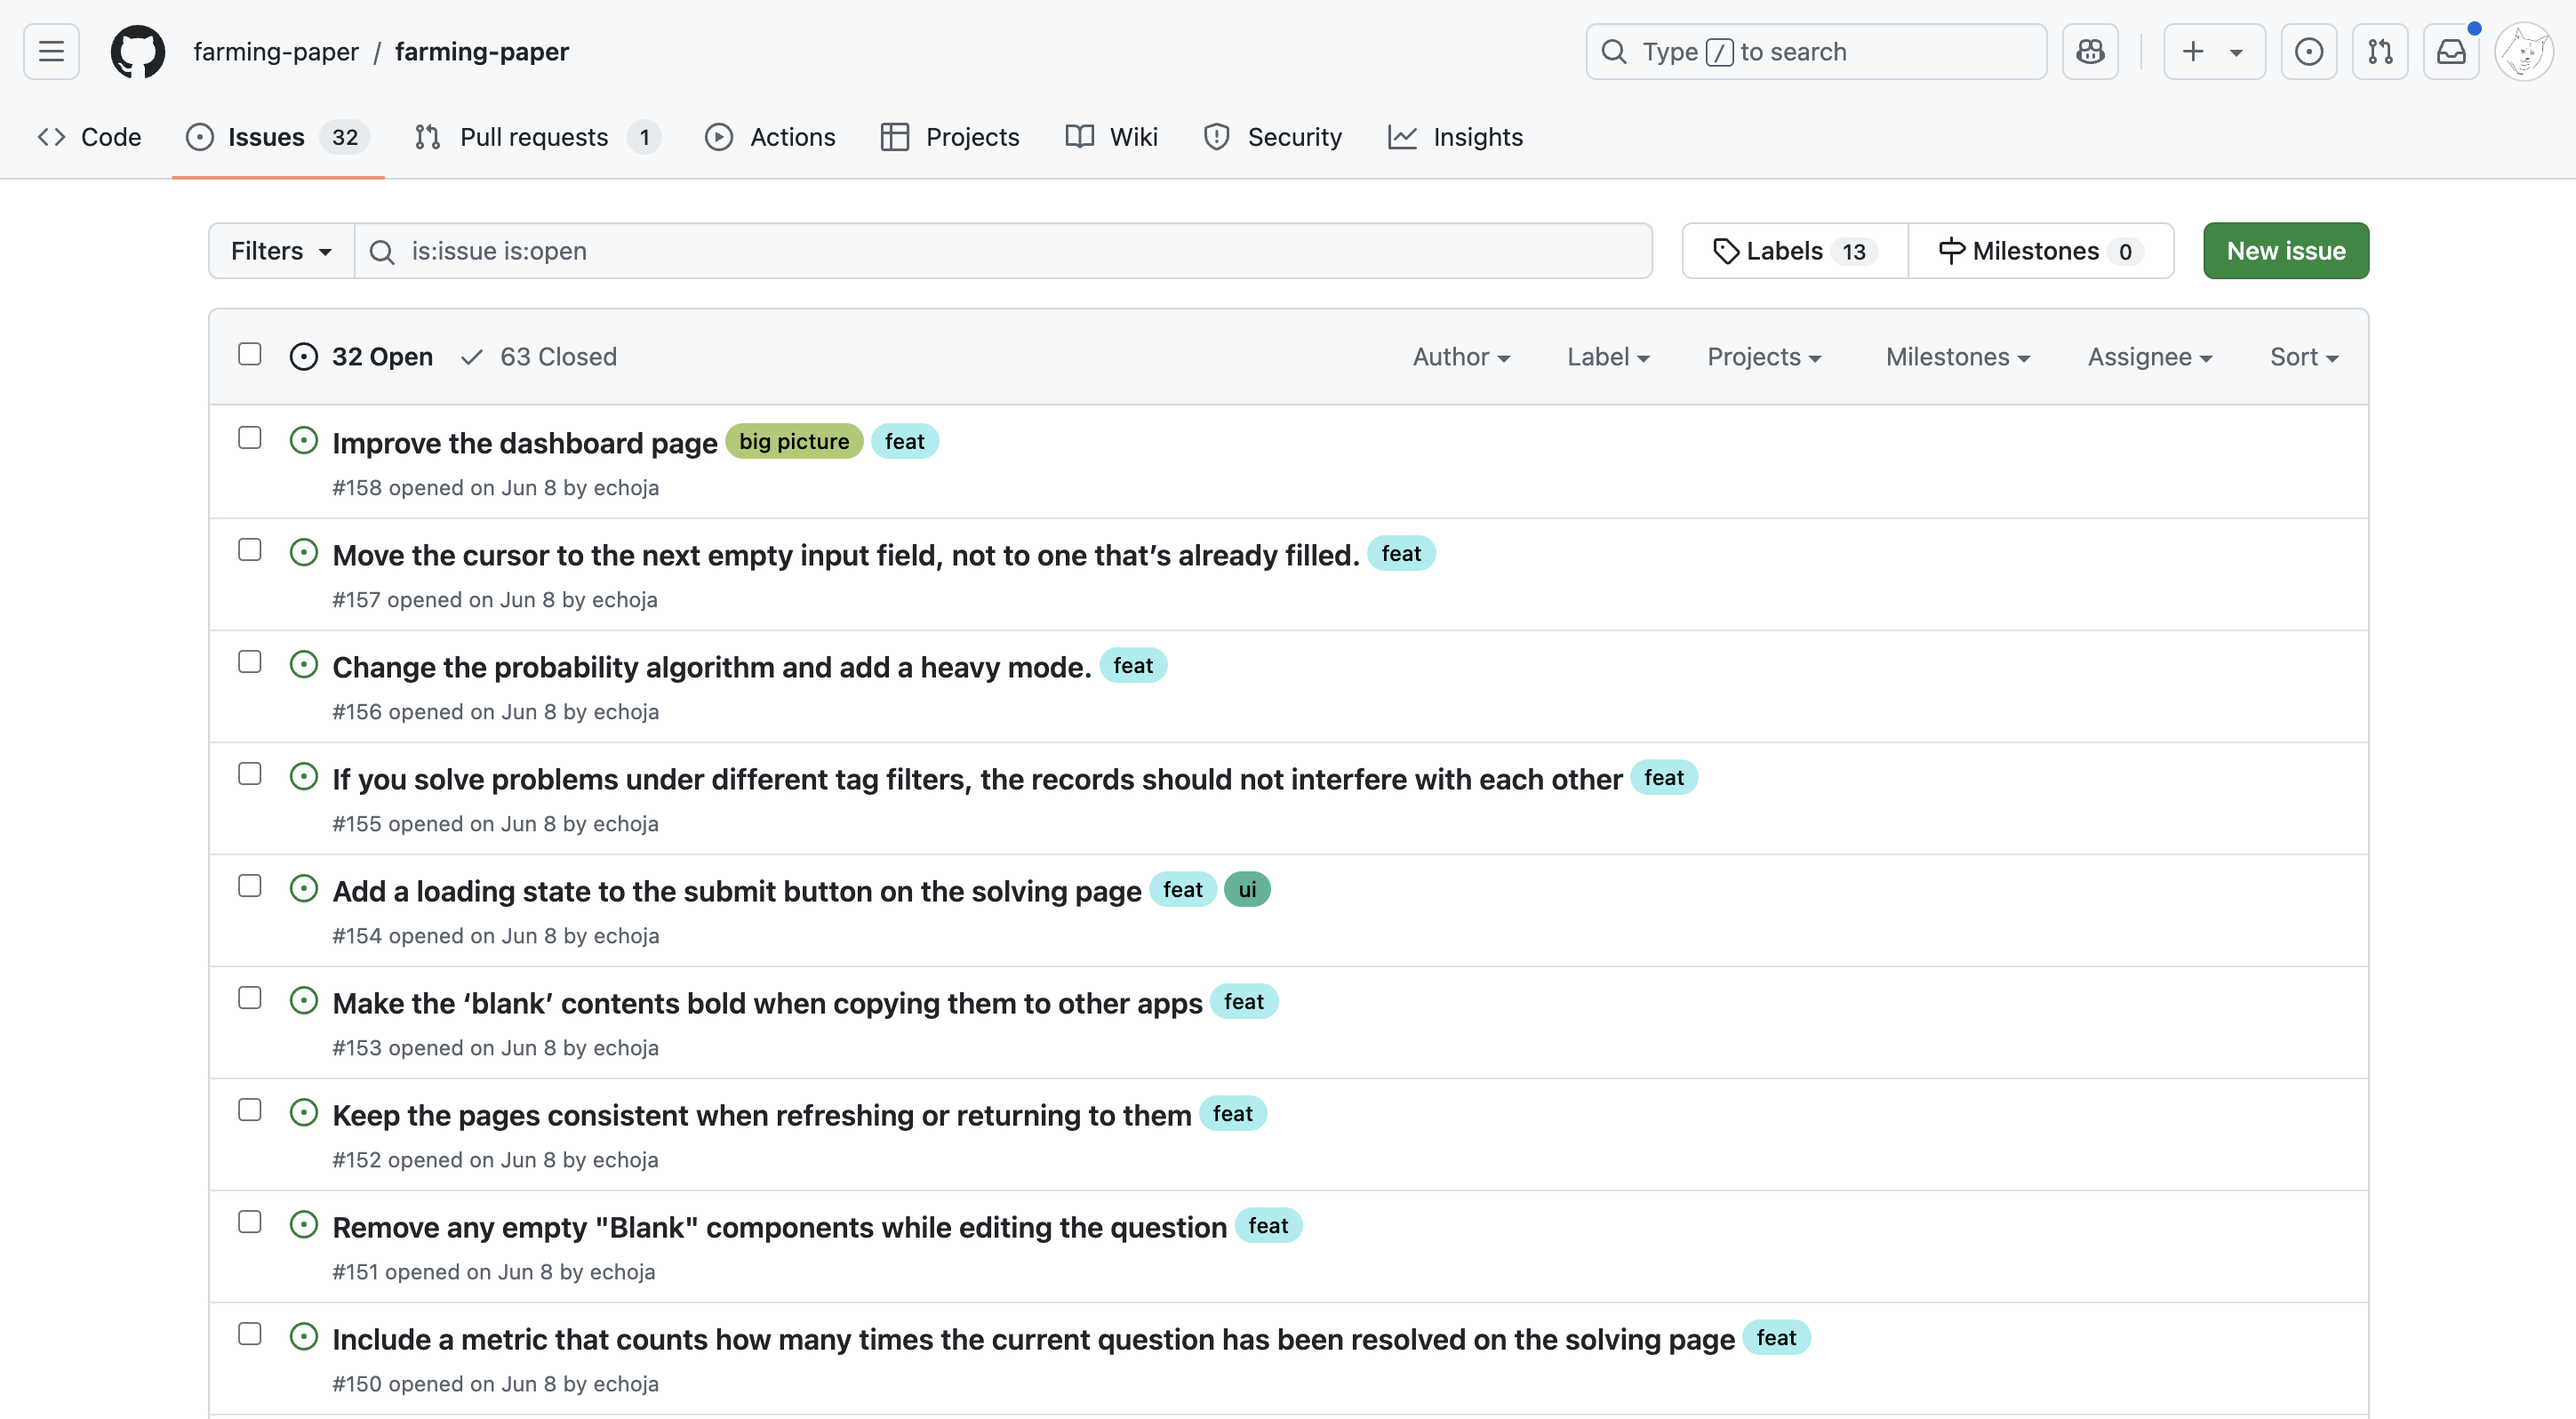 farming-paper / farming-paper
Type / to search
Code Issues 32 Pull requests 1 Actions Projects Wiki Security Insights
Filters is:issue is:open Labels 13 Milestones 0 New issue
32 Open 63 Closed Author Label Projects Milestones Assignee Sort
Improve the dashboard page big picture feat
#158 opened on Jun 8 by echoja
Move the cursor to the next empty input field, not to one that’s already filled. feat
#157 opened on Jun 8 by echoja
Change the probability algorithm and add a heavy mode. feat
#156 opened on Jun 8 by echoja
If you solve problems under different tag filters, the records should not interfere with each other feat
#155 opened on Jun 8 by echoja
Add a loading state to the submit button on the solving page feat ui
#154 opened on Jun 8 by echoja
Make the ‘blank’ contents bold when copying them to other apps feat
#153 opened on Jun 8 by echoja
Keep the pages consistent when refreshing or returning to them feat
#152 opened on Jun 8 by echoja
Remove any empty "Blank" components while editing the question feat
#151 opened on Jun 8 by echoja
Include a metric that counts how many times the current question has been resolved on the solving page feat
#150 opened on Jun 8 by echoja